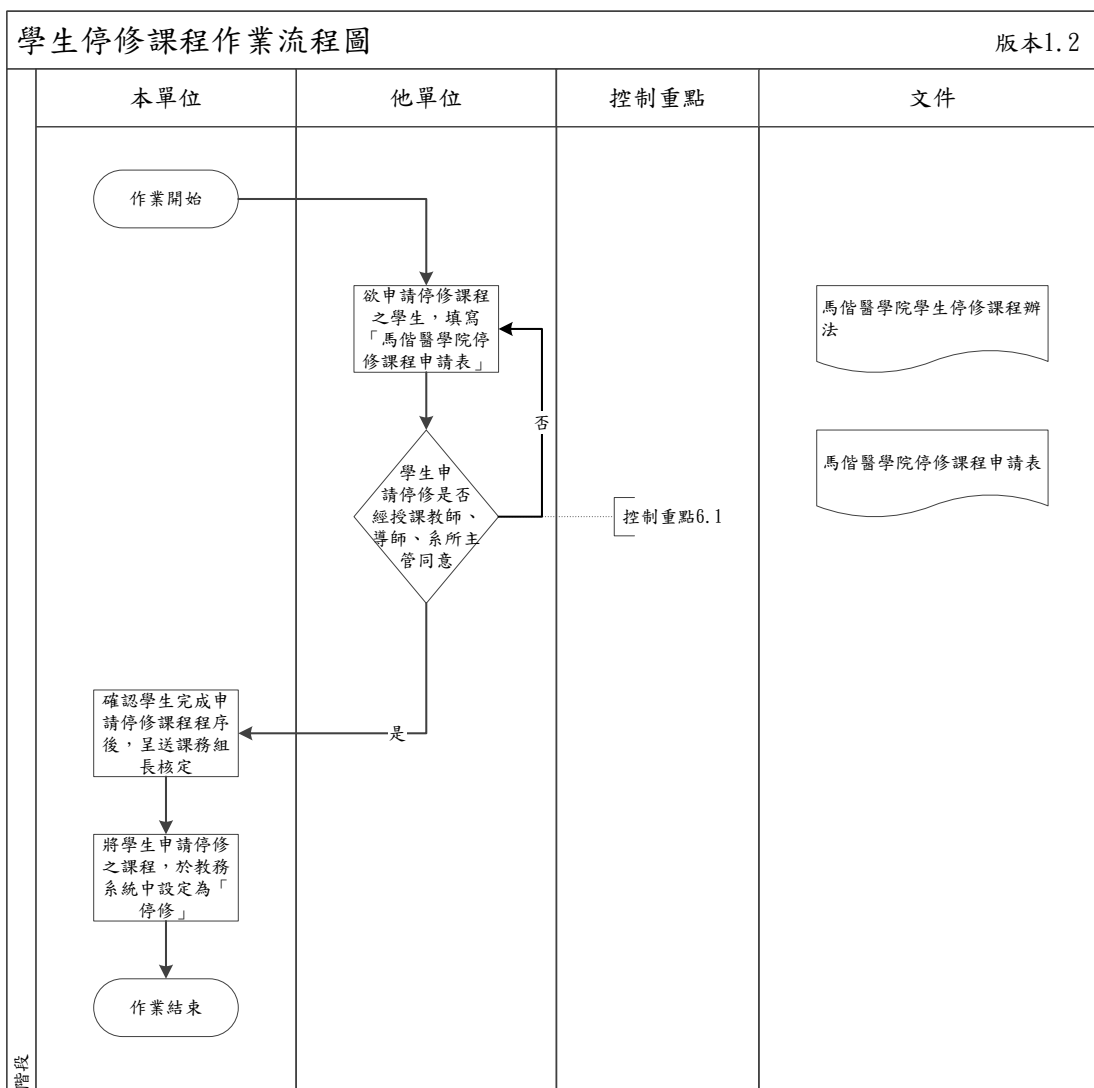 學生停修課程作業流程圖
版本1.2
本單位
他單位
控制重點
文件
作業開始
欲申請停修課程
之學生，填寫
「馬偕醫學院停
修課程申請表」
馬偕醫學院學生停修課程辦
法
否
馬偕醫學院停修課程申請表
學生申
請停修是否
經授課教師、
導師、系所主
管同意
控制重點6.1
確認學生完成申
請停修課程程序
後，呈送課務組
長核定
是
將學生申請停修
之課程，於教務
系統中設定為「
停修」
作業結束
階段